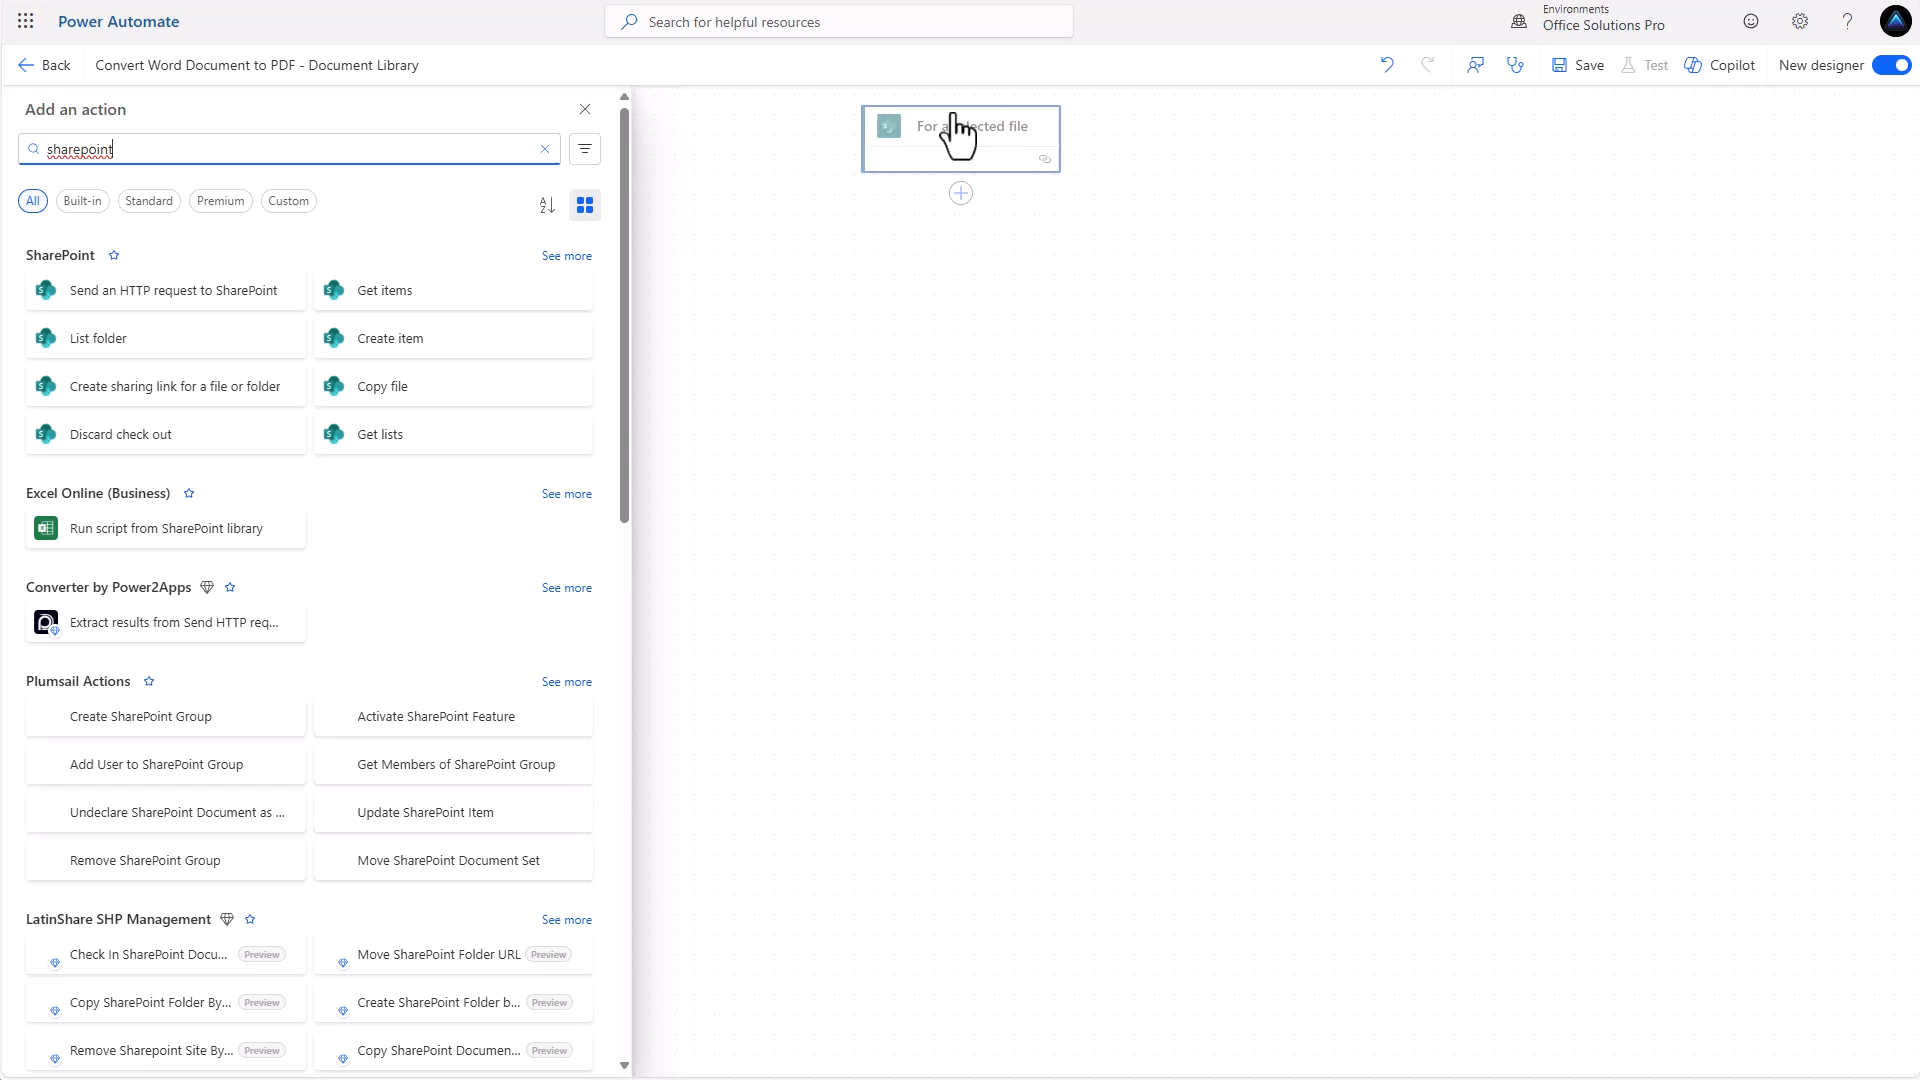 Power Automate
Search for helpful resources
Environments
Office Solutions Pro
Back
Convert Word Document to PDF - Document Library
Save
Test
Copilot
New designer
Add an action
sharepoint
All
Built-in
Standard
Premium
Custom
SharePoint
See more
Send an HTTP request to SharePoint
Get items
List folder
Create item
Create sharing link for a file or folder
Copy file
Discard check out
Get lists
Excel Online (Business)
See more
Run script from SharePoint library
Converter by Power2Apps
See more
Extract results from Send HTTP req...
Plumsail Actions
See more
Create SharePoint Group
Activate SharePoint Feature
Add User to SharePoint Group
Get Members of SharePoint Group
Undeclare SharePoint Document as ...
Update SharePoint Item
Remove SharePoint Group
Move SharePoint Document Set
LatinShare SHP Management
See more
Check In SharePoint Docu... Preview
Move SharePoint Folder URL Preview
Copy SharePoint Folder By... Preview
Create SharePoint Folder b... Preview
Remove Sharepoint Site By... Preview
Copy SharePoint Documen... Preview
For a file